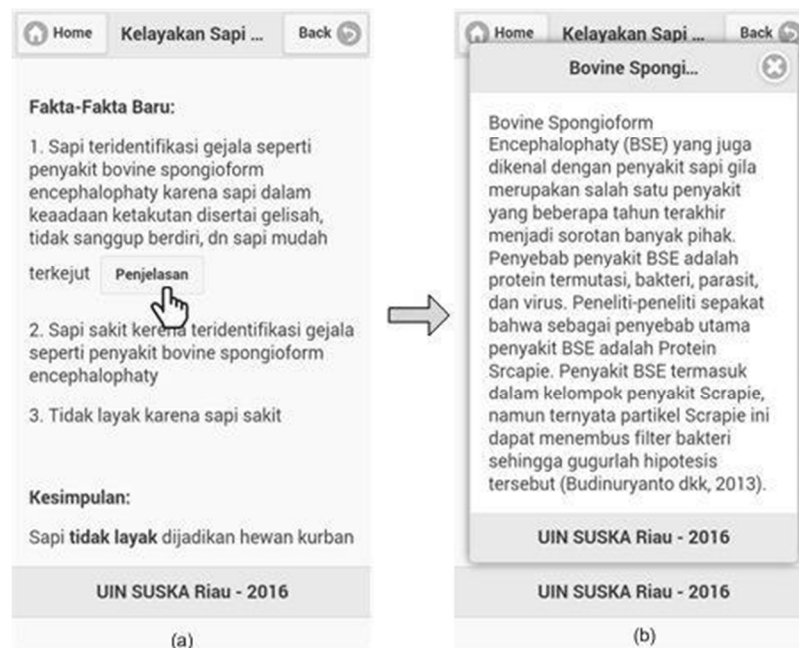 Home Kelayakan Sapi ... Back
Fakta-Fakta Baru:
1. Sapi teridentifikasi gejala seperti
penyakit bovine spongioform
encephalophaty karena sapi dalam
keaadaan ketakutan disertai gelisah,
tidak sanggup berdiri, dn sapi mudah
terkejut Penjelasan
2. Sapi sakit kerena teridentifikasi gejala
seperti penyakit bovine spongioform
encephalophaty
3. Tidak layak karena sapi sakit
Kesimpulan:
Sapi tidak layak dijadikan hewan kurban
UIN SUSKA Riau - 2016
(a)
Home Kelayakan Sapi ... Back
Bovine Spongi...
Bovine Spongioform
Encephalophaty (BSE) yang juga
dikenal dengan penyakit sapi gila
merupakan salah satu penyakit
yang beberapa tahun terakhir
menjadi sorotan banyak pihak.
Penyebab penyakit BSE adalah
protein termutasi, bakteri, parasit,
dan virus. Peneliti-peneliti sepakat
bahwa sebagai penyebab utama
penyakit BSE adalah Protein
Srcapie. Penyakit BSE termasuk
dalam kelompok penyakit Scrapie,
namun ternyata partikel Scrapie ini
dapat menembus filter bakteri
sehingga gugurlah hipotesis
tersebut (Budinuryanto dkk, 2013).
UIN SUSKA Riau - 2016
UIN SUSKA Riau - 2016
(b)